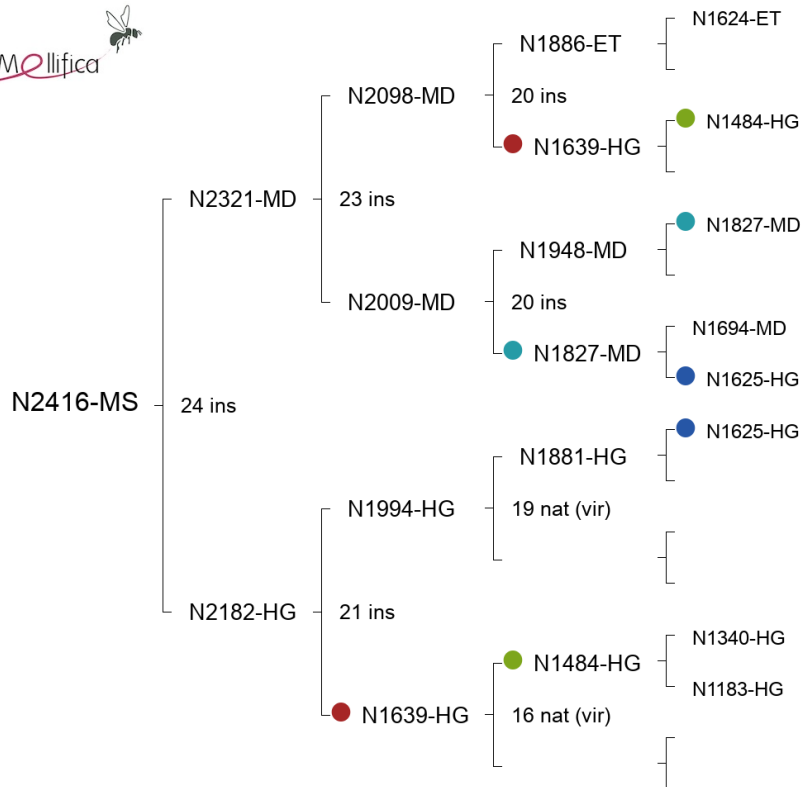 Mellifica
N1624-ET
N1886-ET
N2098-MD
20 ins
N1484-HG
N1639-HG
N2321-MD
23 ins
N1827-MD
N1948-MD
N2009-MD
20 ins
N1694-MD
N1827-MD
N1625-HG
N2416-MS
24 ins
N1625-HG
N1881-HG
N1994-HG
19 nat (vir)
N2182-HG
21 ins
N1340-HG
N1484-HG
N1183-HG
N1639-HG
16 nat (vir)